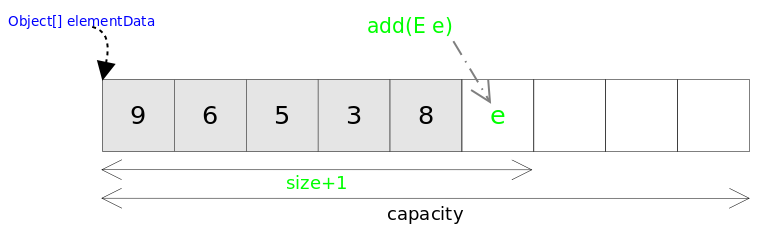 Object[] elementData
add(E e)
9 6 5 3 8 e
size+1
capacity